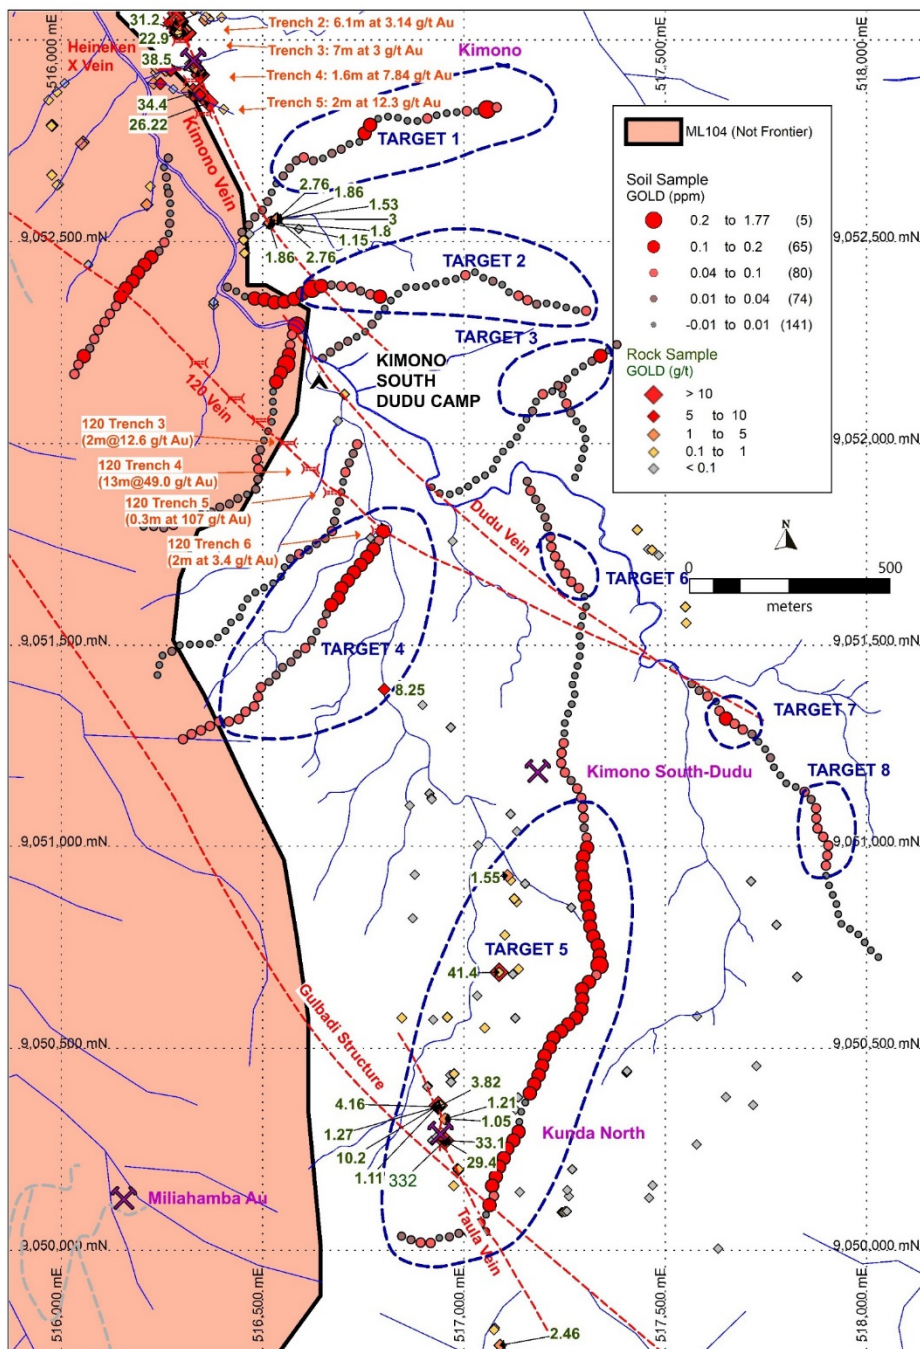 31.2
22.9
Heineken
X Vein
38.5
34.4
26.22
Trench 2: 6.1m at 3.14 g/t Au
Trench 3: 7m at 3 g/t Au
Trench 4: 1.6m at 7.84 g/t Au
Trench 5: 2m at 12.3 g/t Au
Kimono
516,000 mE
517,500 mE
518,000 mE
TARGET 1
Kimono Vein
2.76
1.86
1.53
3
1.8
1.15
1.86
2.76
9,052,500 mN
9,052,500 mN
ML104 (Not Frontier)
Soil Sample
GOLD (ppm)
0.2 to 1.77 (5)
0.1 to 0.2 (65)
0.04 to 0.1 (80)
0.01 to 0.04 (74)
-0.01 to 0.01 (141)
Rock Sample
GOLD (g/t)
> 10
5 to 10
1 to 5
0.1 to 1
< 0.1
TARGET 2
TARGET 3
KIMONO
SOUTH
DUDU CAMP
120 Vein
120 Trench 3
(2m@12.6 g/t Au)
120 Trench 4
(13m@49.0 g/t Au)
120 Trench 5
(0.3m at 107 g/t Au)
120 Trench 6
(2m at 3.4 g/t Au)
9,052,000 mN
9,052,000 mN
Dudu Vein
N
0
500
meters
TARGET 6
TARGET 4
8.25
9,051,500 mN
9,051,500 mN
TARGET 7
TARGET 8
Kimono South-Dudu
9,051,000 mN
9,051,000 mN
1.55
TARGET 5
41.4
Gulbadi Structure
9,050,500 mN
9,050,500 mN
3.82
4.16
1.21
1.05
1.27
10.2
33.1
29.4
1.11
332
Kunda North
Miliahamba Au
Taula Vein
9,050,000 mN
9,050,000 mN
2.46
516,000 mE
516,500 mE
517,000 mE
517,500 mE
518,000 mE